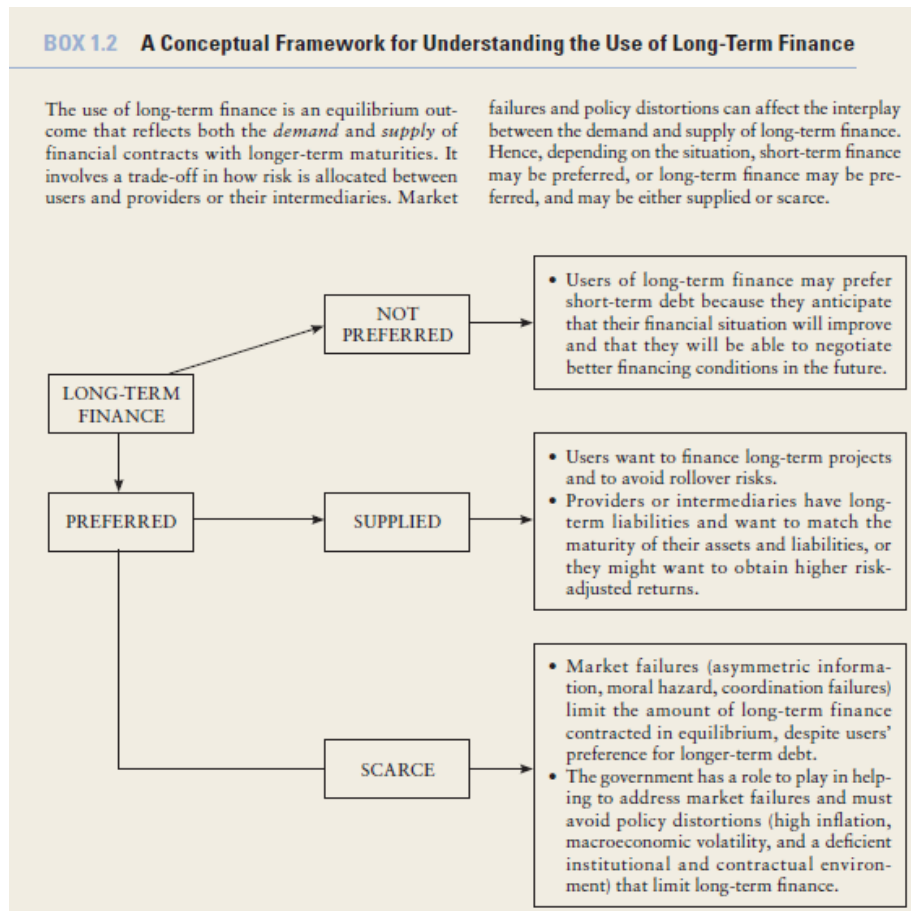 BOX 1.2 A Conceptual Framework for Understanding the Use of Long-Term Finance
The use of long-term finance is an equilibrium out-
come that reflects both the demand and supply of
financial contracts with longer-term maturities. It
involves a trade-off in how risk is allocated between
users and providers or their intermediaries. Market
failures and policy distortions can affect the interplay
between the demand and supply of long-term finance.
Hence, depending on the situation, short-term finance
may be preferred, or long-term finance may be pre-
ferred, and may be either supplied or scarce.
LONG-TERM
FINANCE
NOT
PREFERRED
• Users of long-term finance may prefer
short-term debt because they anticipate
that their financial situation will improve
and that they will be able to negotiate
better financing conditions in the future.
PREFERRED
SUPPLIED
• Users want to finance long-term projects
and to avoid rollover risks.
• Providers or intermediaries have long-
term liabilities and want to match the
maturity of their assets and liabilities, or
they might want to obtain higher risk-
adjusted returns.
SCARCE
• Market failures (asymmetric informa-
tion, moral hazard, coordination failures)
limit the amount of long-term finance
contracted in equilibrium, despite users’
preference for longer-term debt.
• The government has a role to play in help-
ing to address market failures and must
avoid policy distortions (high inflation,
macroeconomic volatility, and a deficient
institutional and contractual environ-
ment) that limit long-term finance.